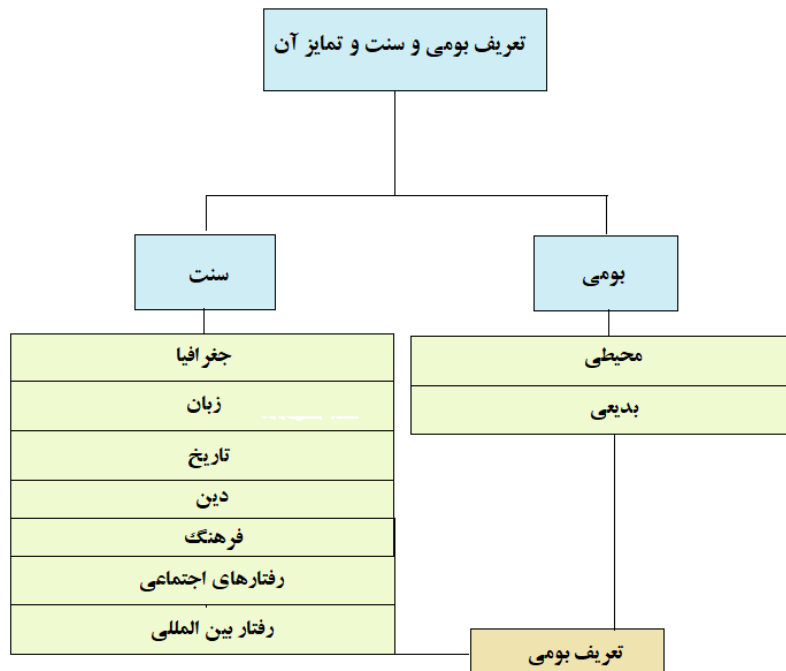 تعریف بومی و سنت و تمایز آن
بومی
سنت
محیطی
بدیعی
جغرافیا
زبان
تاریخ
دین
فرهنگ
رفتارهای اجتماعی
رفتار بین المللی
تعریف بومی